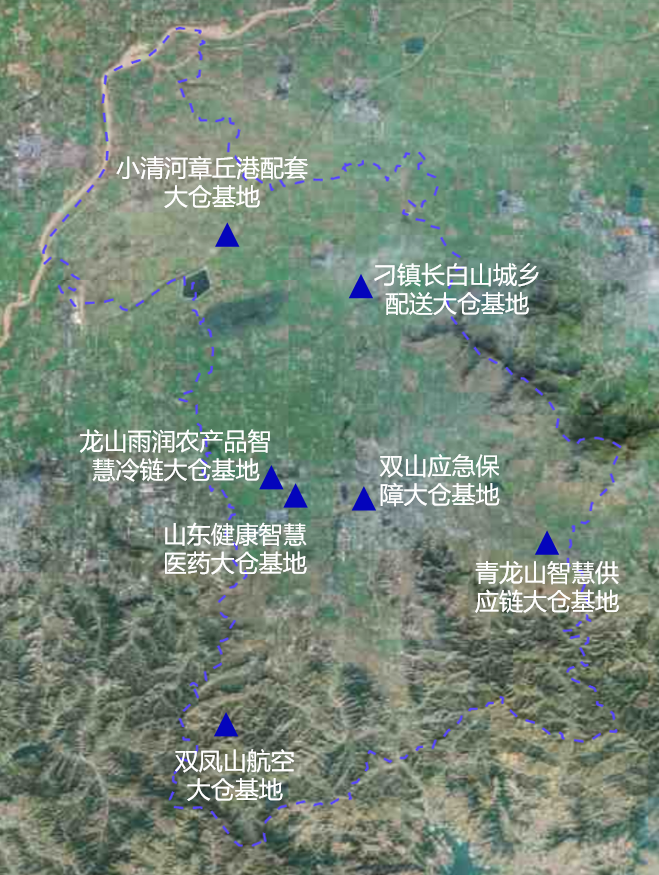 小清河章丘港配套
大仓基地
刁镇长白山城乡
配送大仓基地
龙山雨润农产品智
慧冷链大仓基地
双山应急保
障大仓基地
山东健康智慧
医药大仓基地
青龙山智慧供
应链大仓基地
双凤山航空
大仓基地